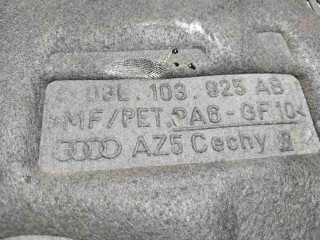 03L.103.925 AB
>MF/PET.PA6-GF10<
AZ5 Cechy